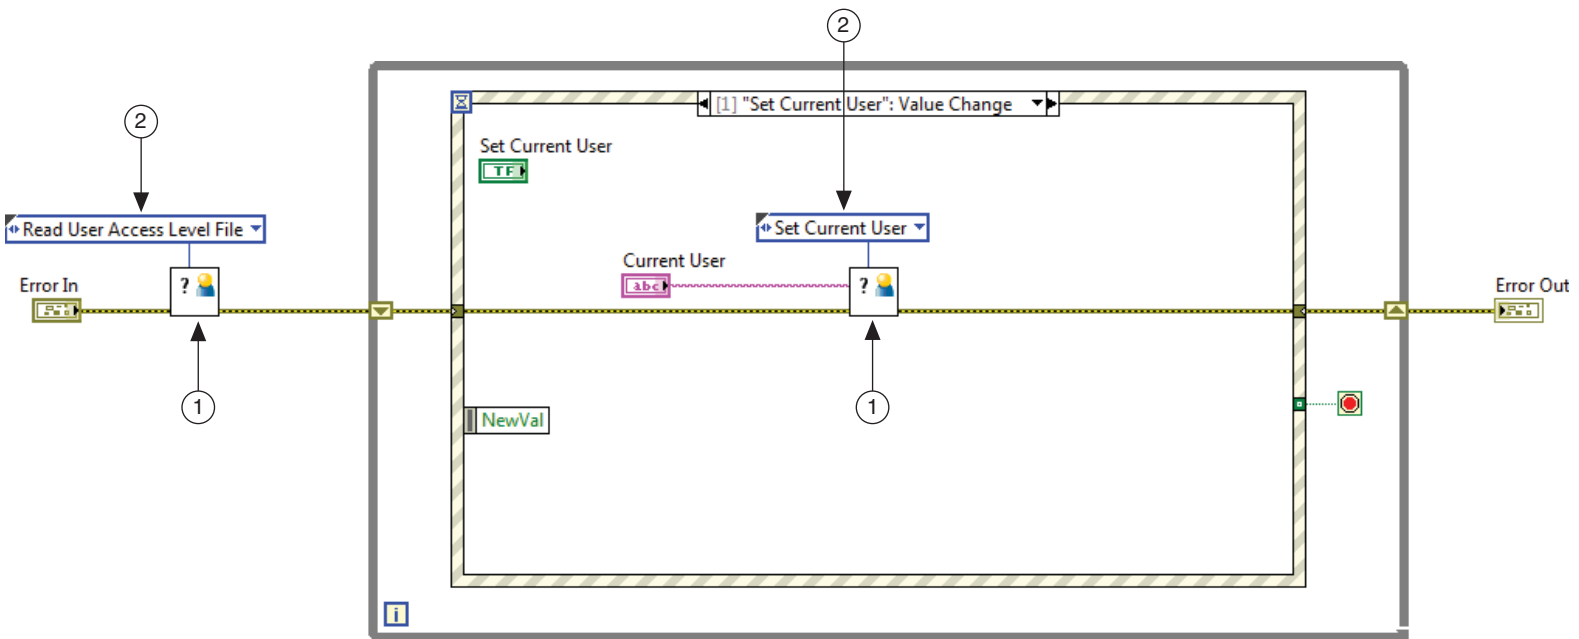 2
[1] "Set Current User": Value Change
2
Set Current User
TF
Read User Access Level File
Set Current User
Current User
abc
?
?
Error In
Error Out
1
1
NewVal
i